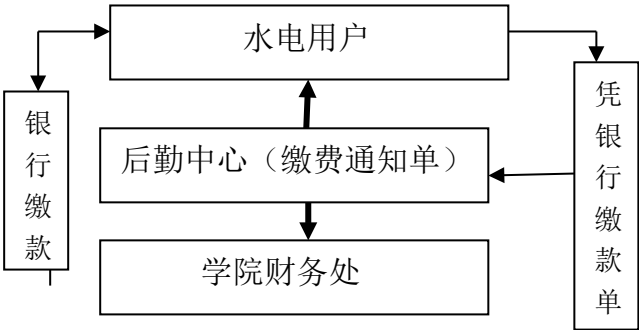 水电用户
银行缴款
后勤中心（缴费通知单）
凭银行缴款单
学院财务处